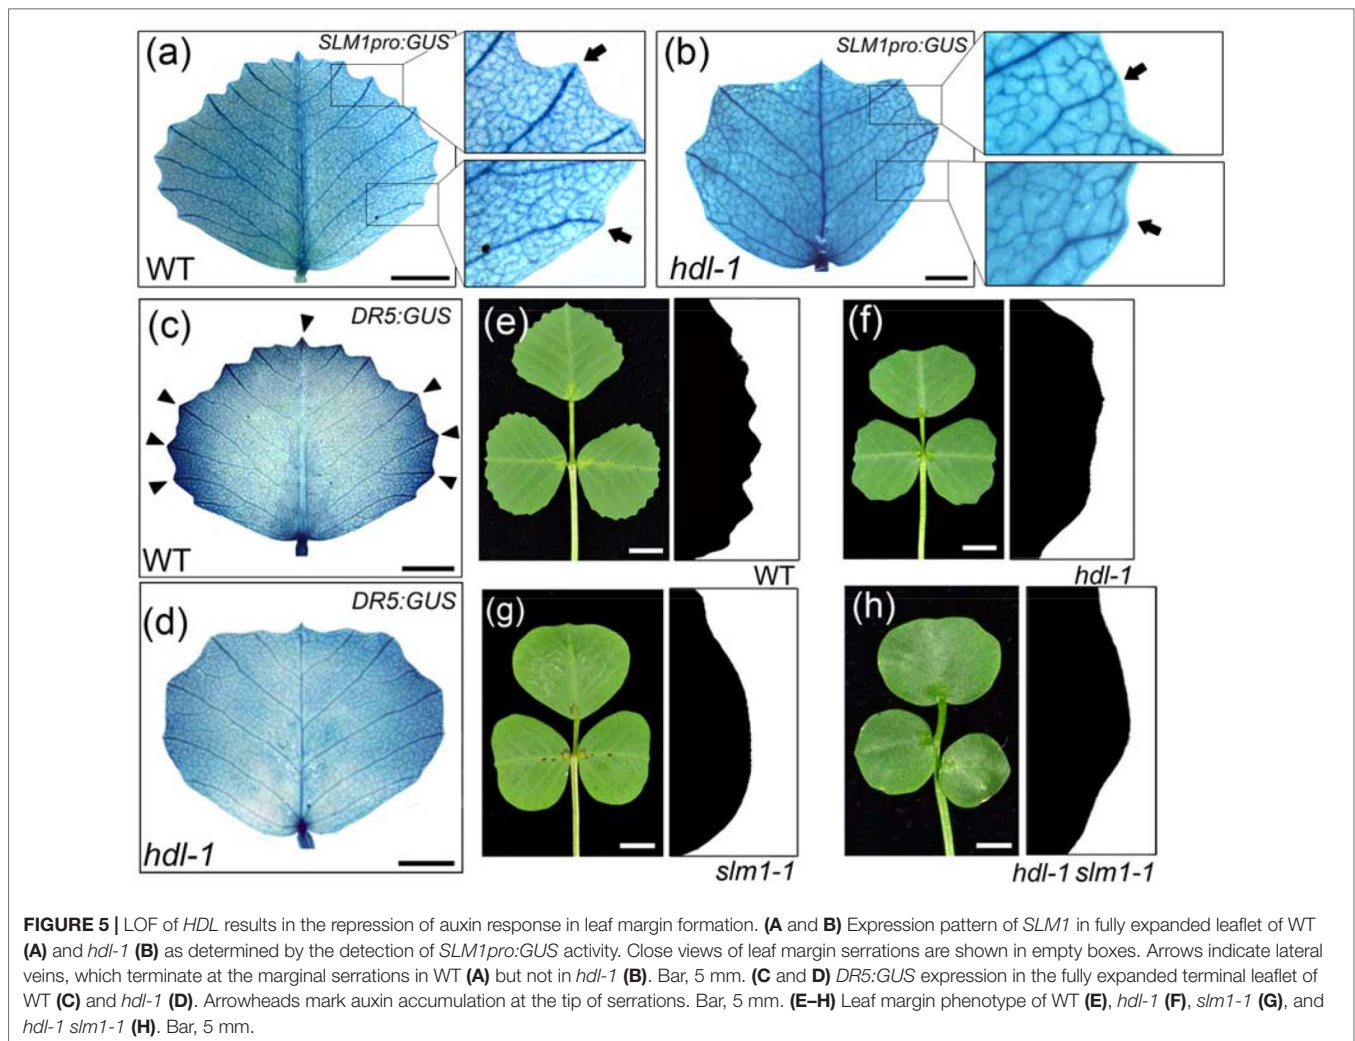 (a)
SLM1pro:GUS
WT
(b)
SLM1pro:GUS
hdl-1
(c)
DR5:GUS
WT
(e)
WT
(f)
hdl-1
(d)
DR5:GUS
hdl-1
(g)
slm1-1
(h)
hdl-1 slm1-1
FIGURE 5 | LOF of HDL results in the repression of auxin response in leaf margin formation. (A and B) Expression pattern of SLM1 in fully expanded leaflet of WT
(A) and hdl-1 (B) as determined by the detection of SLM1pro:GUS activity. Close views of leaf margin serrations are shown in empty boxes. Arrows indicate lateral
veins, which terminate at the marginal serrations in WT (A) but not in hdl-1 (B). Bar, 5 mm. (C and D) DR5:GUS expression in the fully expanded terminal leaflet of
WT (C) and hdl-1 (D). Arrowheads mark auxin accumulation at the tip of serrations. Bar, 5 mm. (E–H) Leaf margin phenotype of WT (E), hdl-1 (F), slm1-1 (G), and
hdl-1 slm1-1 (H). Bar, 5 mm.